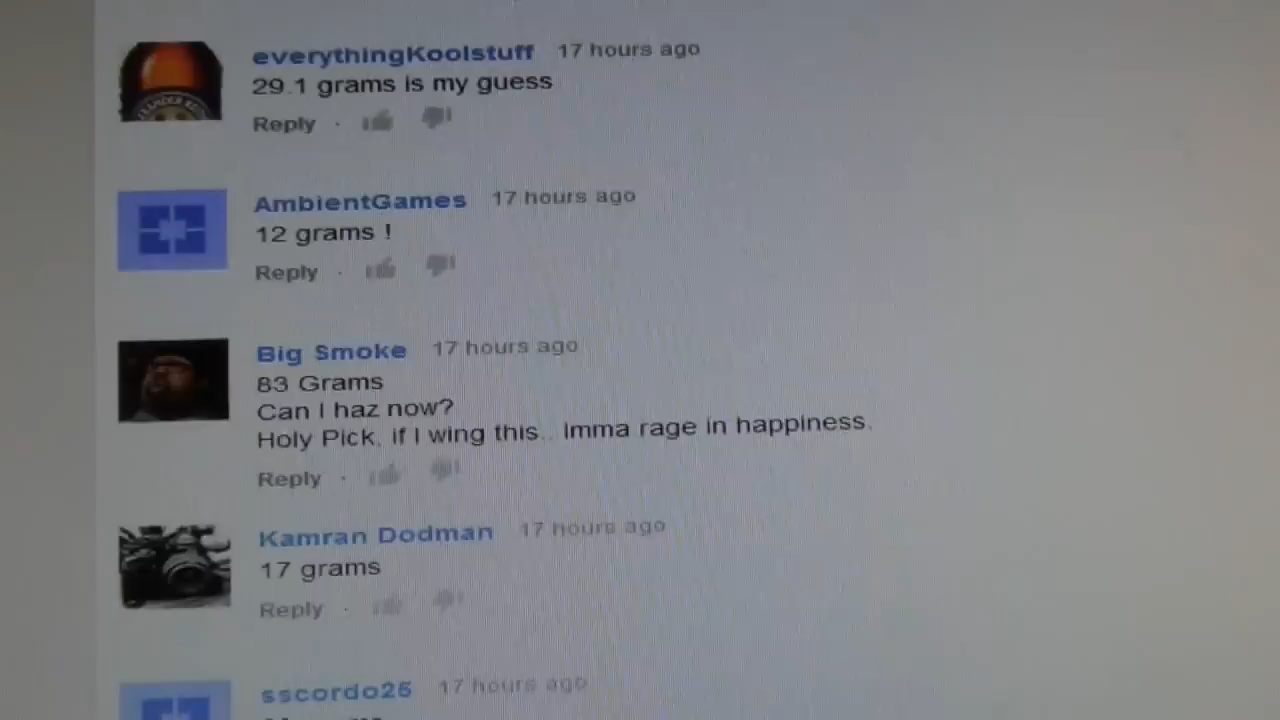 everythingKoolstuff 17 hours ago
29.1 grams is my guess
Reply ·
AmbientGames 17 hours ago
12 grams !
Reply ·
Big Smoke 17 hours ago
83 Grams
Can I haz now?
Holy Pick, if I wing this.. Imma rage in happiness.
Reply ·
Kamran Dodman 17 hours ago
17 grams
Reply ·
sscordo25 17 hours ago